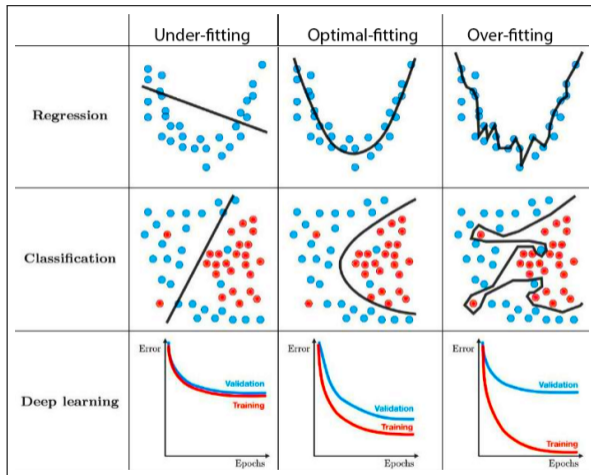 Under-fitting Optimal-fitting Over-fitting
Regression
Classification
Deep learning
Error
Validation
Training
Epochs
Error
Validation
Training
Epochs
Error
Validation
Training
Epochs